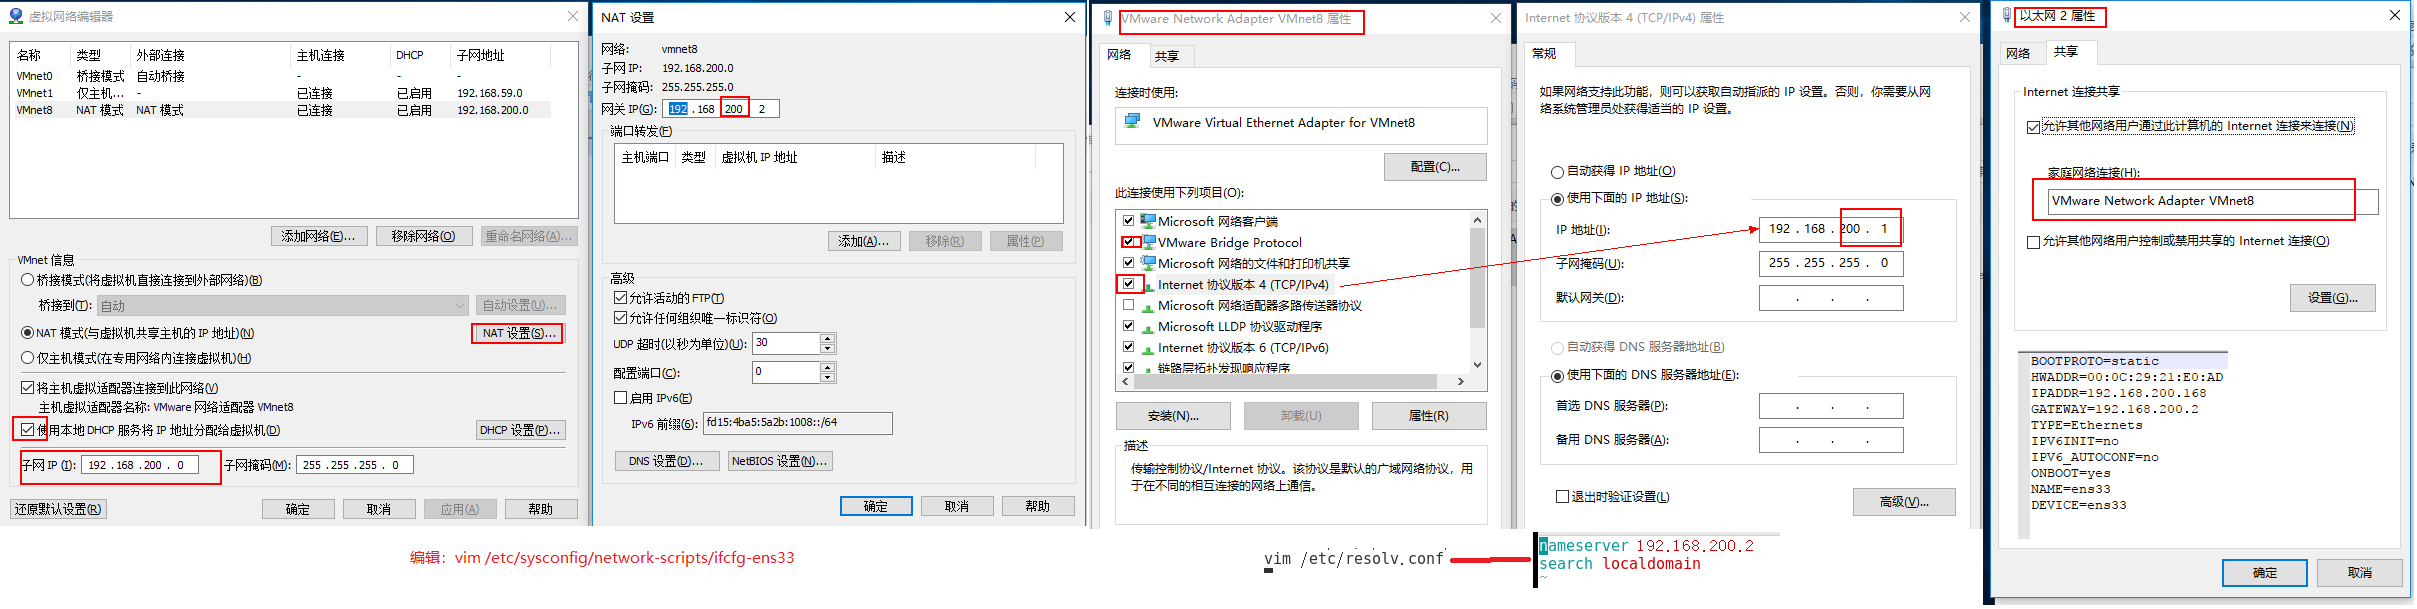 虚拟网络编辑器
名称 类型 外部连接 主机连接 DHCP 子网地址
VMnet0 桥接模式 自动桥接 - - -
VMnet1 仅主机... - 已连接 已启用 192.168.59.0
VMnet8 NAT 模式 NAT 模式 已连接 已启用 192.168.200.0
添加网络(E)... 移除网络(O) 重命名网络(A)...
VMnet 信息
桥接模式(将虚拟机直接连接到外部网络)(B)
桥接到(T): 自动 自动设置(U)...
NAT 模式(与虚拟机共享主机的 IP 地址)(N) NAT 设置(S)...
仅主机模式(在专用网络内连接虚拟机)(H)
将主机虚拟适配器连接到此网络(V)
主机虚拟适配器名称: VMware 网络适配器 VMnet8
使用本地 DHCP 服务将 IP 地址分配给虚拟机(D) DHCP 设置(P)...
子网 IP (I): 192 .168 .200 . 0 子网掩码(M): 255 .255 .255 . 0
还原默认设置(R) 确定 取消 应用(A) 帮助
NAT 设置
网络: vmnet8
子网 IP: 192.168.200.0
子网掩码: 255.255.255.0
网关 IP(G): 192 . 168 200 2
端口转发(F)
主机端口 类型 虚拟机 IP 地址 描述
添加(A)... 移除(R) 属性(P)
高级
允许活动的 FTP(T)
允许任何组织唯一标识符(O)
UDP 超时(以秒为单位)(U): 30
配置端口(C): 0
启用 IPv6(E)
IPv6 前缀(6): fd15:4ba5:5a2b:1008::/64
DNS 设置(D)... NetBIOS 设置(N)...
确定 取消 帮助
VMware Network Adapter VMnet8 属性
网络 共享
连接时使用:
VMware Virtual Ethernet Adapter for VMnet8
配置(C)...
此连接使用下列项目(O):
Microsoft 网络客户端
VMware Bridge Protocol
Microsoft 网络的文件和打印机共享
Internet 协议版本 4 (TCP/IPv4)
Microsoft 网络适配器多路传送器协议
Microsoft LLDP 协议驱动程序
Internet 协议版本 6 (TCP/IPv6)
链路层拓扑发现响应程序
安装(N)... 卸载(U) 属性(R)
描述
传输控制协议/Internet 协议。该协议是默认的广域网络协议，用
于在不同的相互连接的网络上通信。
Internet 协议版本 4 (TCP/IPv4) 属性
常规
如果网络支持此功能，则可以获取自动指派的 IP 设置。否则，你需要从网
络系统管理员处获得适当的 IP 设置。
自动获得 IP 地址(O)
使用下面的 IP 地址(S):
IP 地址(I): 192 . 168 . 200 . 1
子网掩码(U): 255 . 255 . 255 . 0
默认网关(D): . . .
自动获得 DNS 服务器地址(B)
使用下面的 DNS 服务器地址(E):
首选 DNS 服务器(P): . . .
备用 DNS 服务器(A): . . .
退出时验证设置(L) 高级(V)...
以太网 2 属性
网络 共享
Internet 连接共享
允许其他网络用户通过此计算机的 Internet 连接来连接(N)
家庭网络连接(H):
VMware Network Adapter VMnet8
允许其他网络用户控制或禁用共享的 Internet 连接(O)
设置(G)...
BOOTPROTO=static
HWADDR=00:0C:29:21:E0:AD
IPADDR=192.168.200.168
GATEWAY=192.168.200.2
TYPE=Ethernets
IPV6INIT=no
IPV6_AUTOCONF=no
ONBOOT=yes
NAME=ens33
DEVICE=ens33
确定 取消
编辑：vim /etc/sysconfig/network-scripts/ifcfg-ens33
vim /etc/resolv.conf
nameserver 192.168.200.2
search localdomain
~